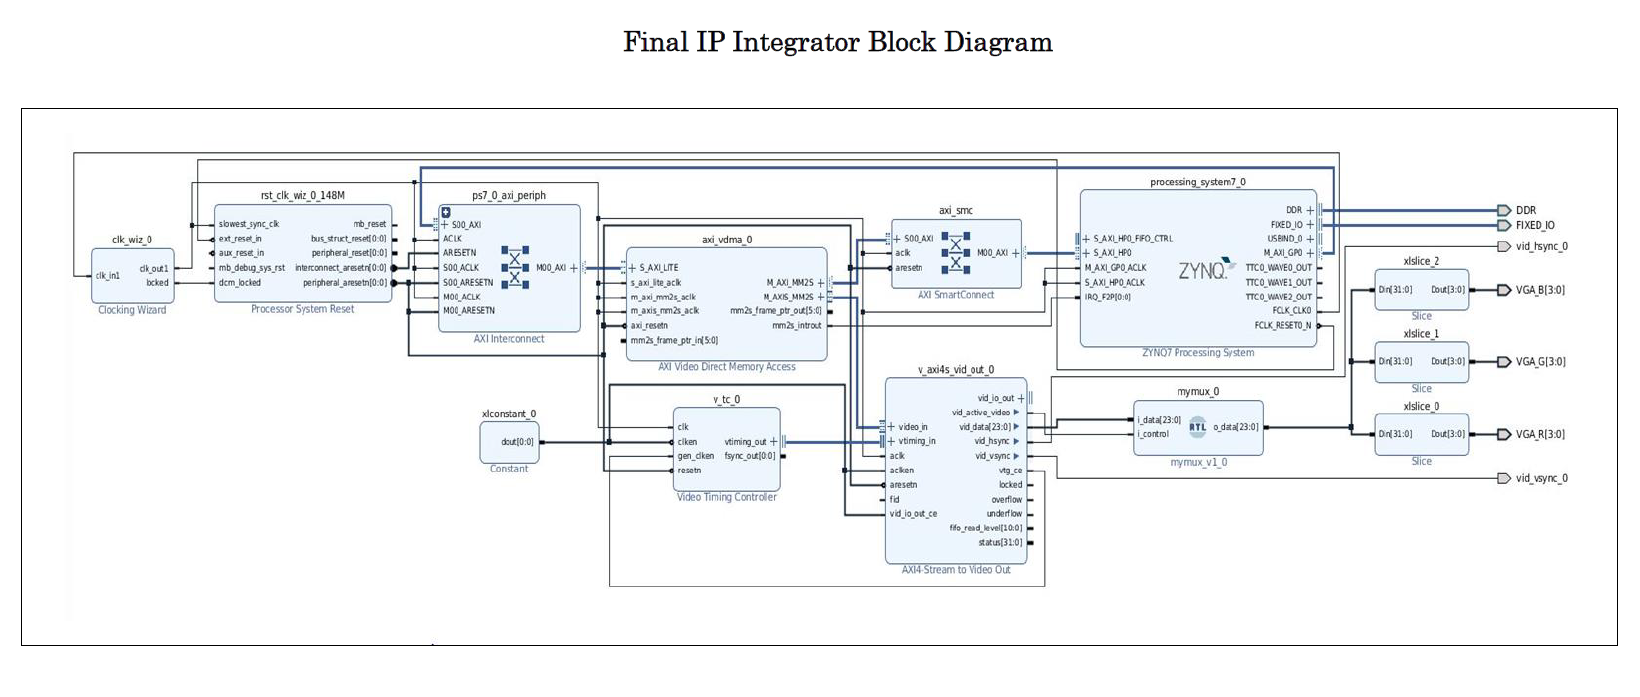 Final IP Integrator Block Diagram
clk_wiz_0
clk_in1
clk_out1
locked
Clocking Wizard
rst_clk_wiz_0_148M
slowest_sync_clk
ext_reset_in
aux_reset_in
mb_debug_sys_rst
dcm_locked
mb_reset
bus_struct_reset[0:0]
peripheral_reset[0:0]
interconnect_aresetn[0:0]
peripheral_aresetn[0:0]
Processor System Reset
ps7_0_axi_periph
S00_AXI
ACLK
ARESETN
S00_ACLK
S00_ARESETN
M00_ACLK
M00_ARESETN
M00_AXI
AXI Interconnect
axi_vdma_0
S_AXI_LITE
s_axi_lite_aclk
m_axi_mm2s_aclk
m_axis_mm2s_aclk
axi_resetn
mm2s_frame_ptr_in[5:0]
M_AXI_MM2S
M_AXIS_MM2S
mm2s_frame_ptr_out[5:0]
mm2s_introut
AXI Video Direct Memory Access
axi_smc
S00_AXI
aclk
aresetn
M00_AXI
AXI SmartConnect
processing_system7_0
S_AXI_HP0_FIFO_CTRL
S_AXI_HP0
M_AXI_GP0_ACLK
S_AXI_HP0_ACLK
IRQ_F2P[0:0]
ZYNQ
DDR
FIXED_IO
USBIND_0
M_AXI_GP0
TTC0_WAVE0_OUT
TTC0_WAVE1_OUT
TTC0_WAVE2_OUT
FCLK_CLK0
FCLK_RESET0_N
ZYNQ7 Processing System
DDR
FIXED_IO
vid_hsync_0
xlslice_2
Din[31:0]
Dout[3:0]
Slice
VGA_B[3:0]
xlslice_1
Din[31:0]
Dout[3:0]
Slice
VGA_G[3:0]
xlslice_0
Din[31:0]
Dout[3:0]
Slice
VGA_R[3:0]
vid_vsync_0
xlconstant_0
dout[0:0]
Constant
v_tc_0
clk
clken
gen_clken
resetn
vtiming_out
fsync_out[0:0]
Video Timing Controller
v_axi4s_vid_out_0
video_in
vtiming_in
aclk
aclken
aresetn
fid
vid_io_out_ce
vid_io_out
vid_active_video
vid_data[23:0]
vid_hsync
vid_vsync
vtg_ce
locked
overflow
underflow
fifo_read_level[10:0]
status[31:0]
AXI4-Stream to Video Out
mymux_0
i_data[23:0]
i_control
RTL
o_data[23:0]
mymux_v1_0